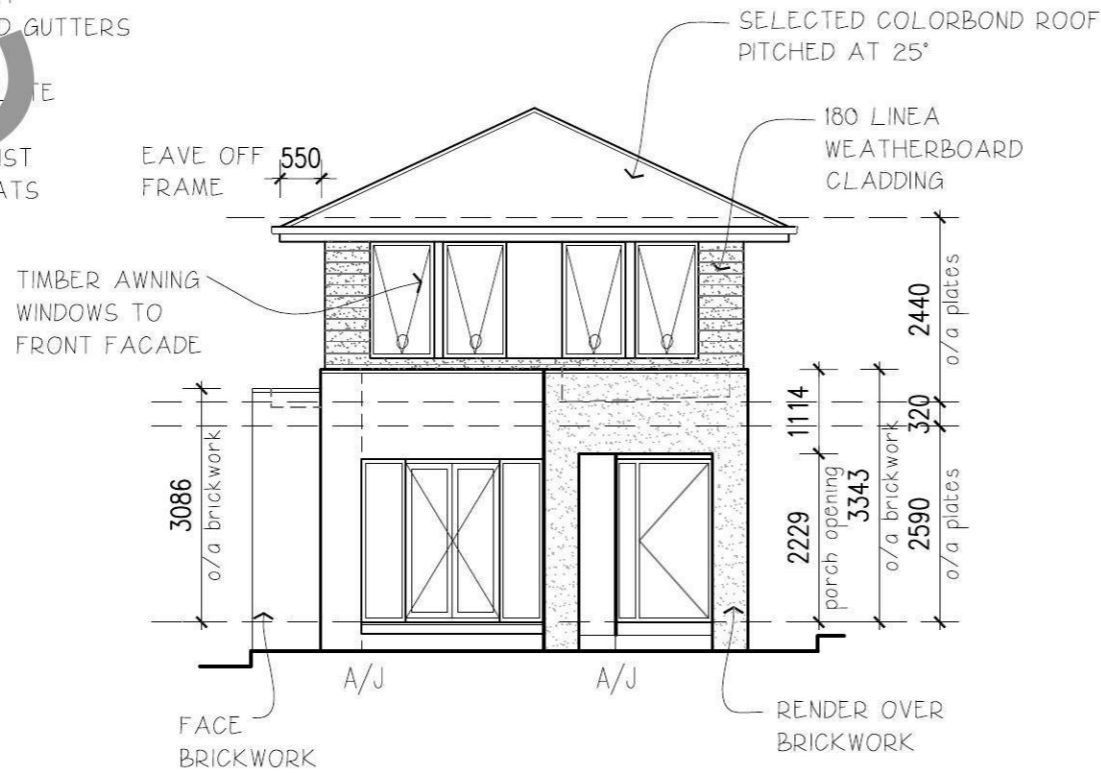 GUTTERS
SELECTED COLORBOND ROOF
PITCHED AT 25°
180 LINEA
WEATHERBOARD
CLADDING
EAVE OFF
FRAME
550
TIMBER AWNING
WINDOWS TO
FRONT FACADE
2440
o/a plates
320
2590
o/a plates
3343
o/a brickwork
1114
2229
porch opening
3086
o/a brickwork
A/J
A/J
FACE
BRICKWORK
RENDER OVER
BRICKWORK